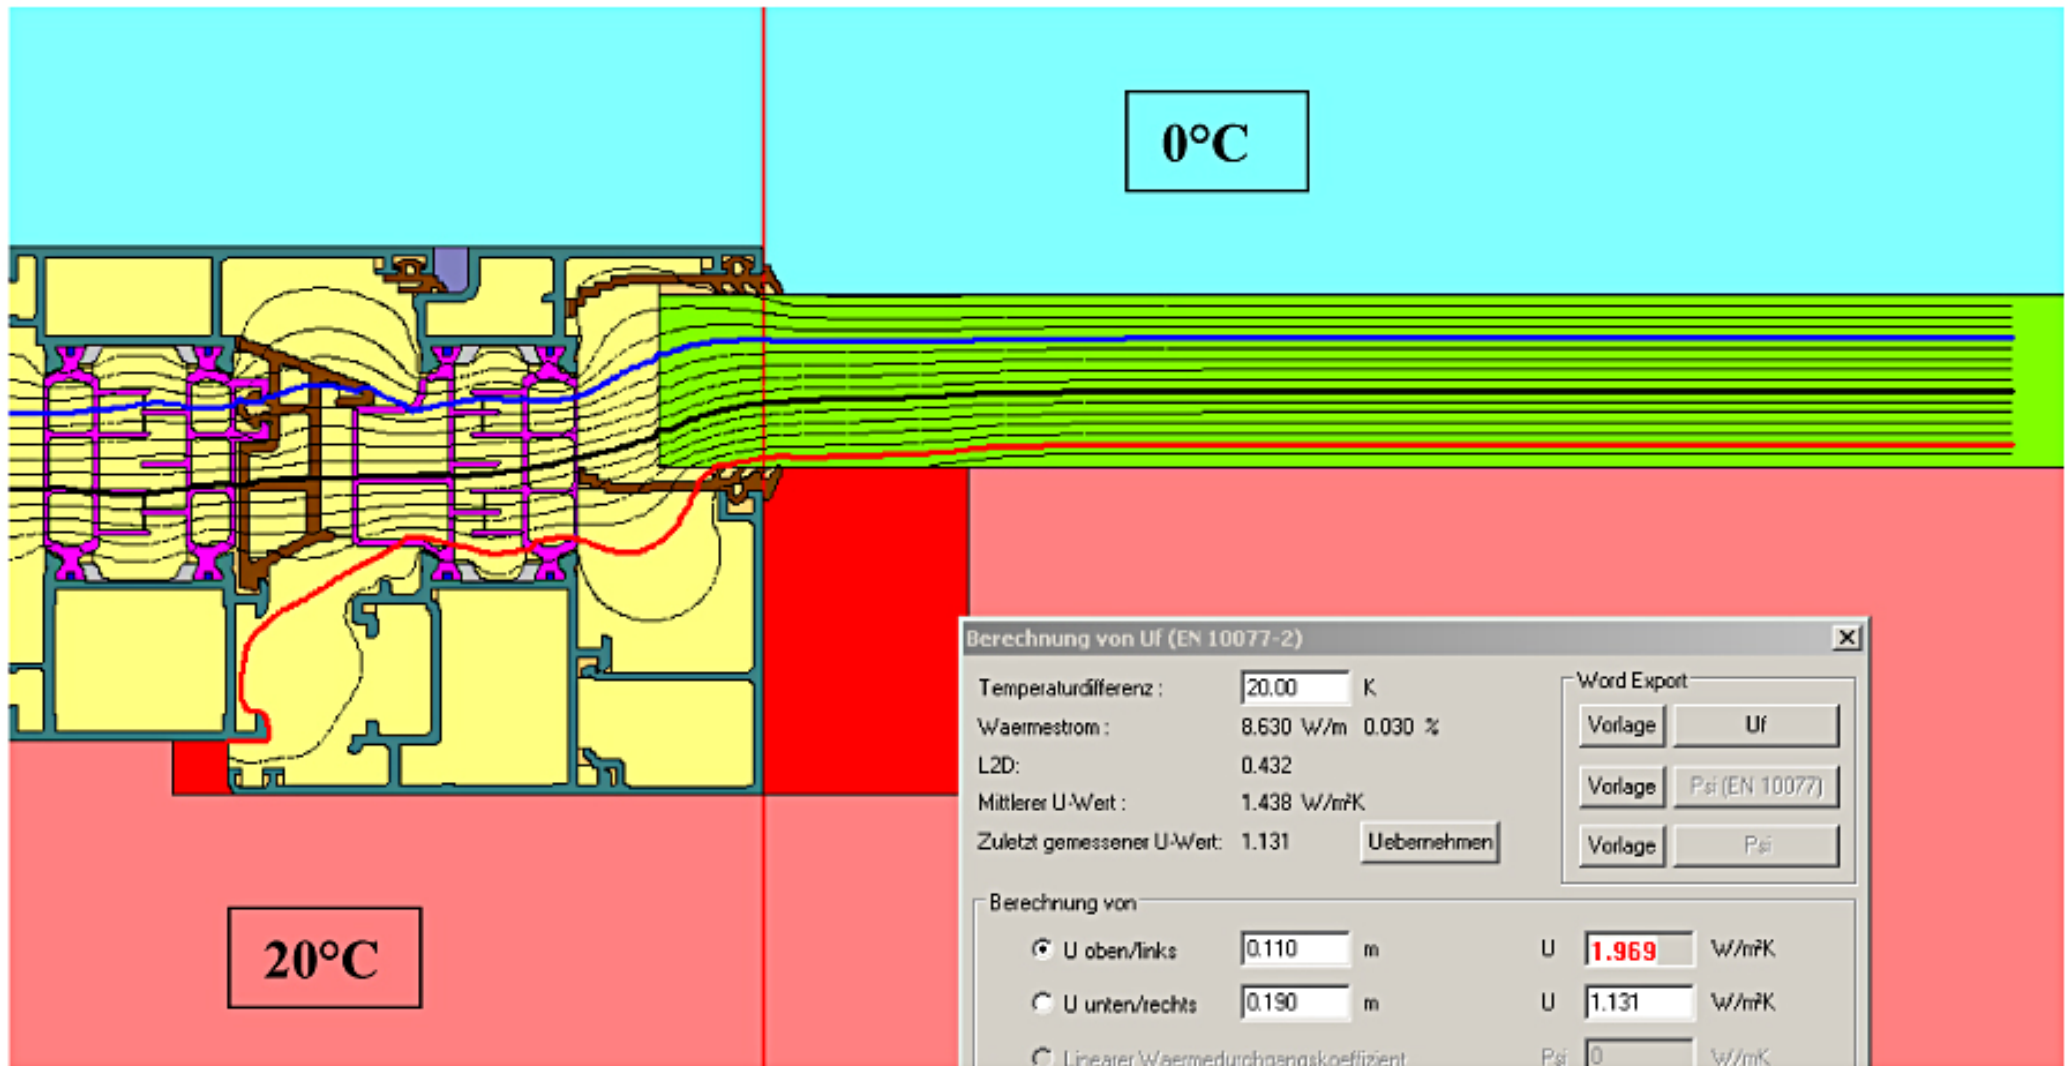 0°C
20°C
Berechnung von Uf (EN 10077-2)
Temperaturdifferenz : 20.00 K
Waermestrom : 8.630 W/m 0.030 %
L2D: 0.432
Mittlerer U-Wert : 1.438 W/m²K
Zuletzt gemessener U-Wert: 1.131 Uebernehmen
Word Export
Vorlage Uf
Vorlage Psi (EN 10077)
Vorlage Psi
Berechnung von
U oben/links 0.110 m U 1.969 W/m²K
U unten/rechts 0.190 m U 1.131 W/m²K
Linearer Waermedurchgangskoeffizient Psi 0 W/mK